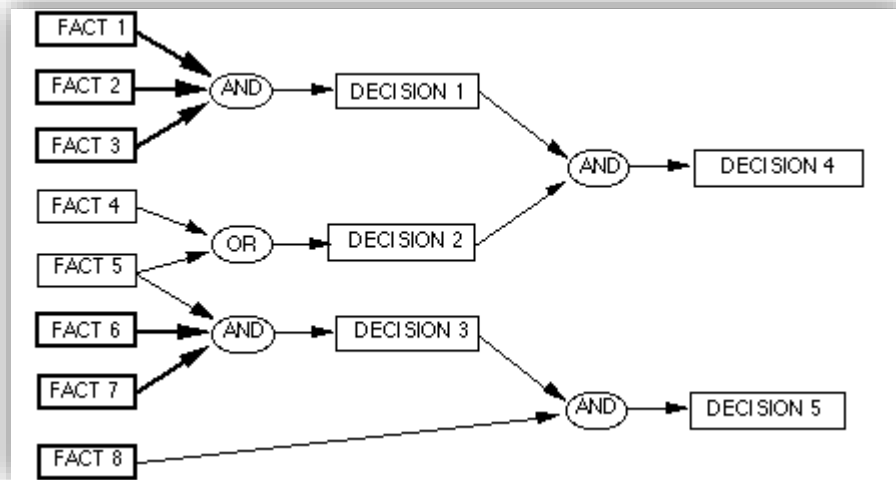 FACT 1
FACT 2
AND
DECISION 1
FACT 3
AND
DECISION 4
FACT 4
OR
DECISION 2
FACT 5
FACT 6
AND
DECISION 3
FACT 7
AND
DECISION 5
FACT 8